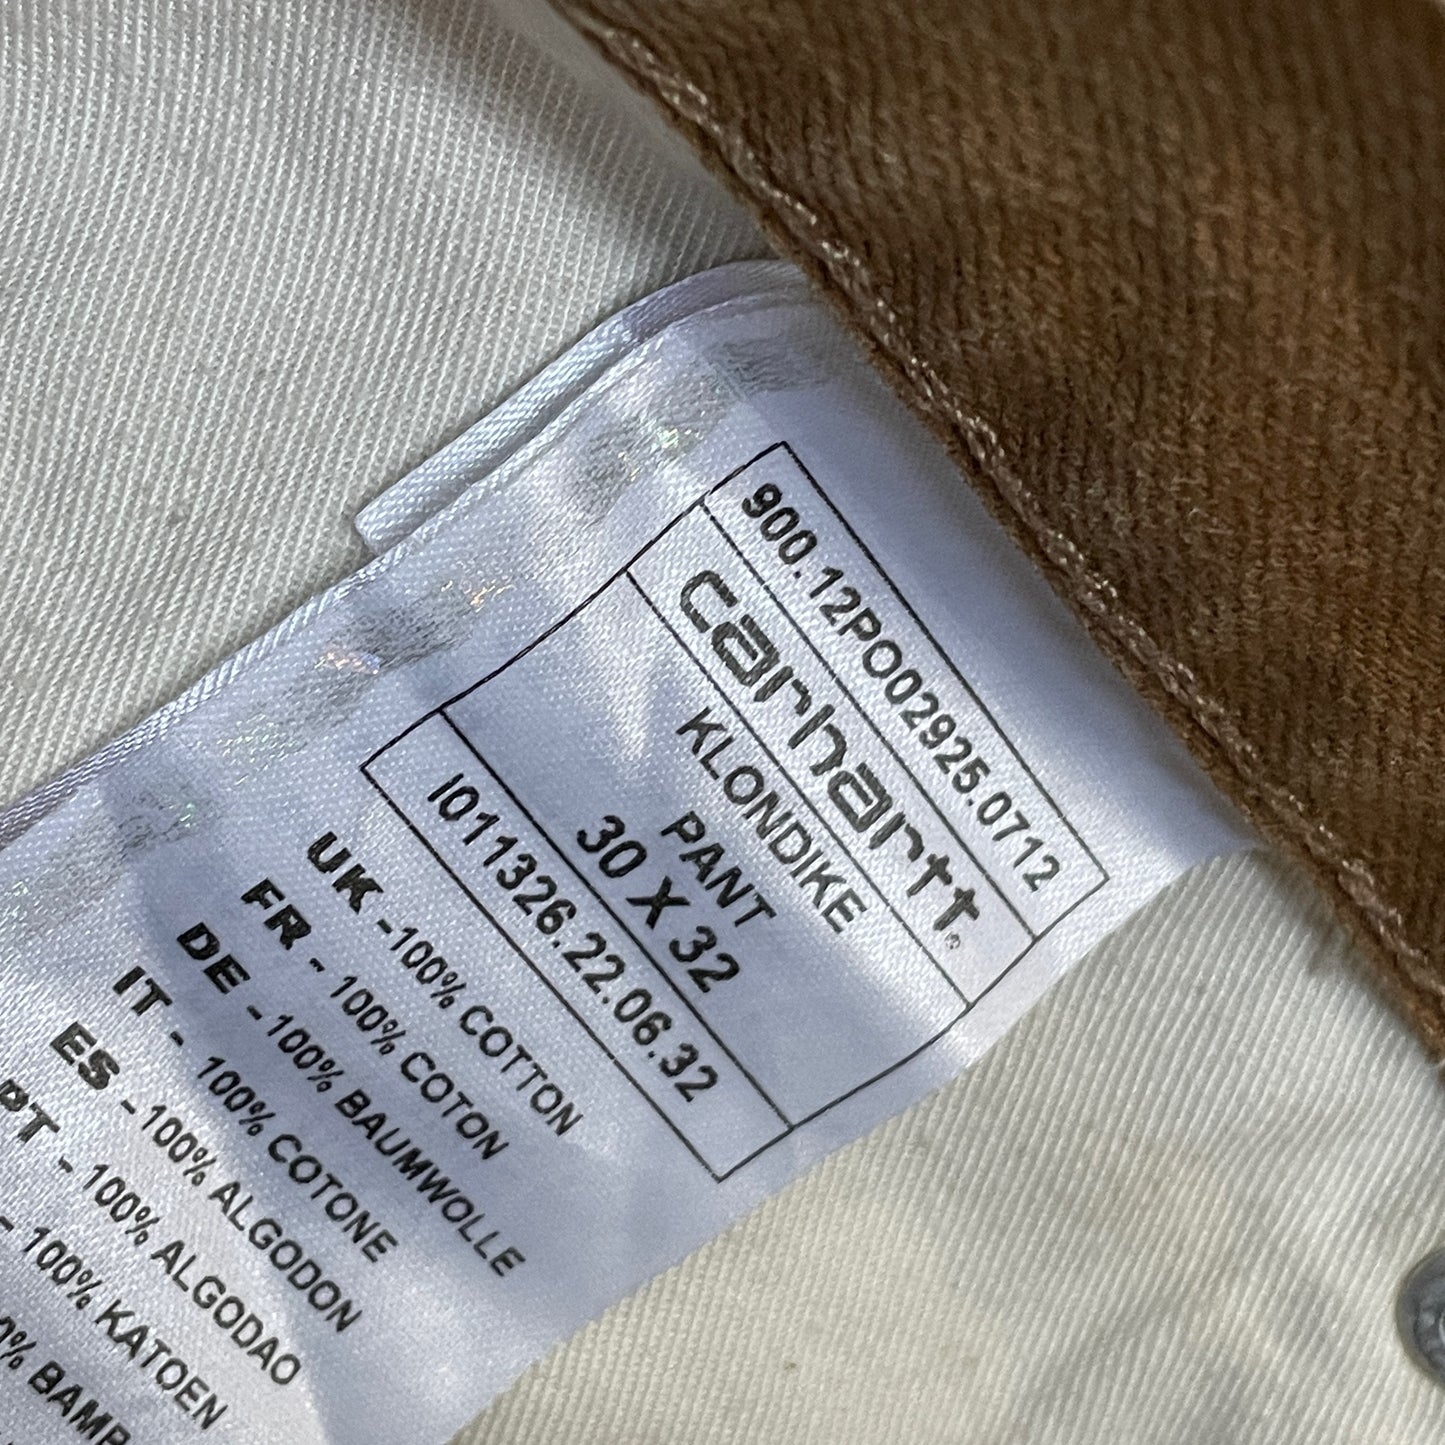 900.12PO002925.0712
carhartt®
KLONDIKE
PANT
30 X 32
I011326.22.06.32
UK -100% COTTON
FR - 100% COTON
DE -100% BAUMWOLLE
IT - 100% COTONE
ES -100% ALGODON
PT - 100% ALGODAO
- 100% KATOEN